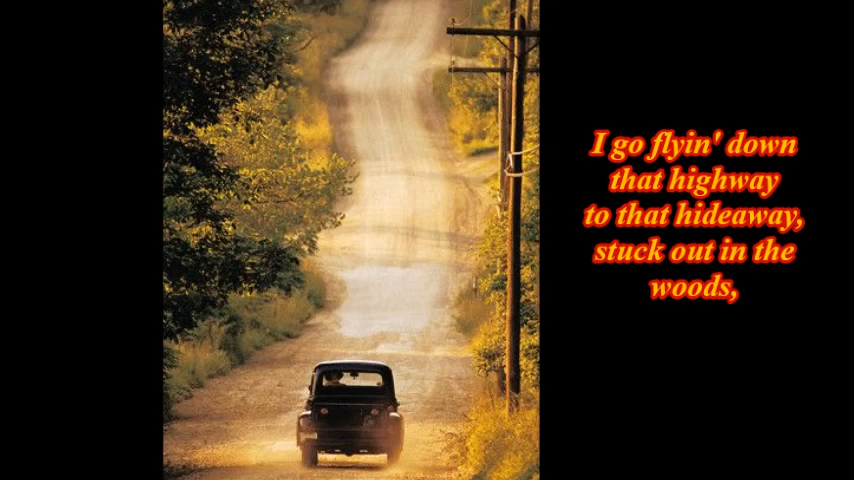 I go flyin' down
that highway
to that hideaway,
stuck out in the
woods,